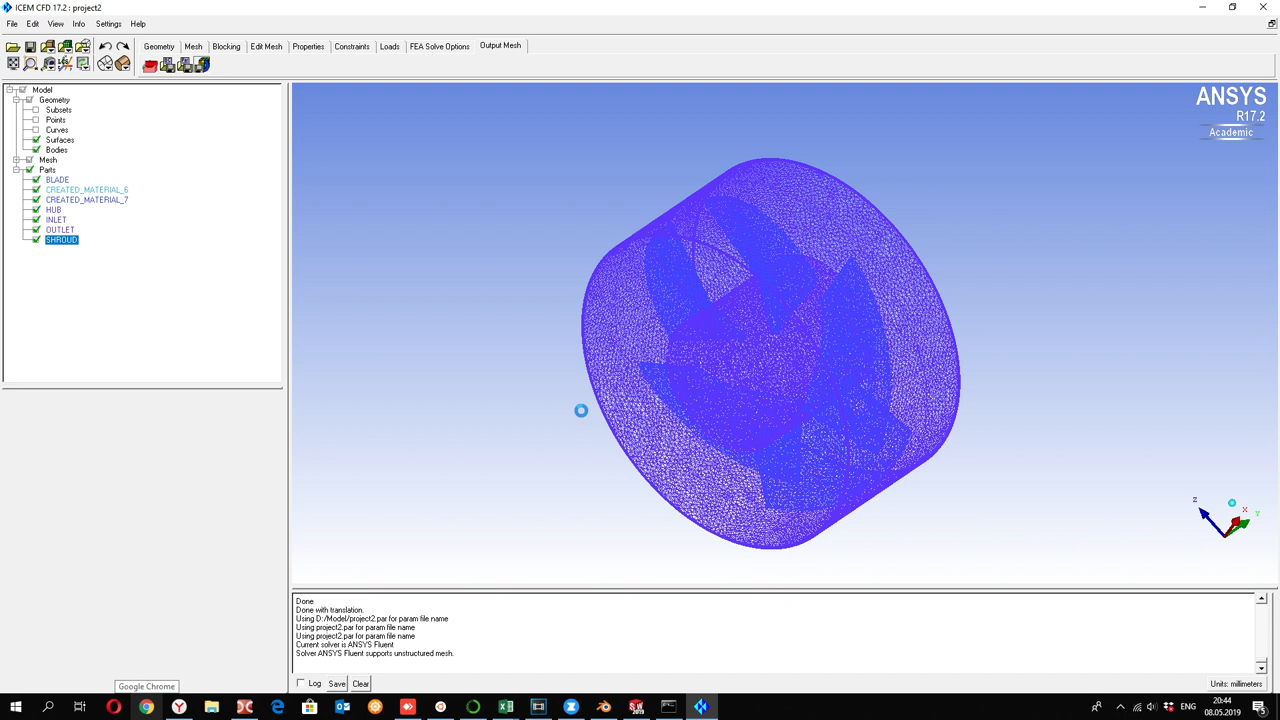 ICEM CFD 17.2 : project2
File Edit View Info Settings Help
Geometry Mesh Blocking Edit Mesh Properties Constraints Loads FEA Solve Options Output Mesh
Model
Geometry
Subsets
Points
Curves
Surfaces
Bodies
Mesh
Parts
BLADE
CREATED_MATERIAL_6
CREATED_MATERIAL_7
HUB
INLET
OUTLET
SHROUD
ANSYS
R17.2
Academic
Z X Y
Done
Done with translation.
Using D:/Model/project2.par for param file name
Using project2.par for param file name
Using project2.par for param file name
Current solver is ANSYS Fluent
Solver ANSYS Fluent supports unstructured mesh.
Log Save Clear
Units: millimeters
Google Chrome
20:44
ENG
08.05.2019